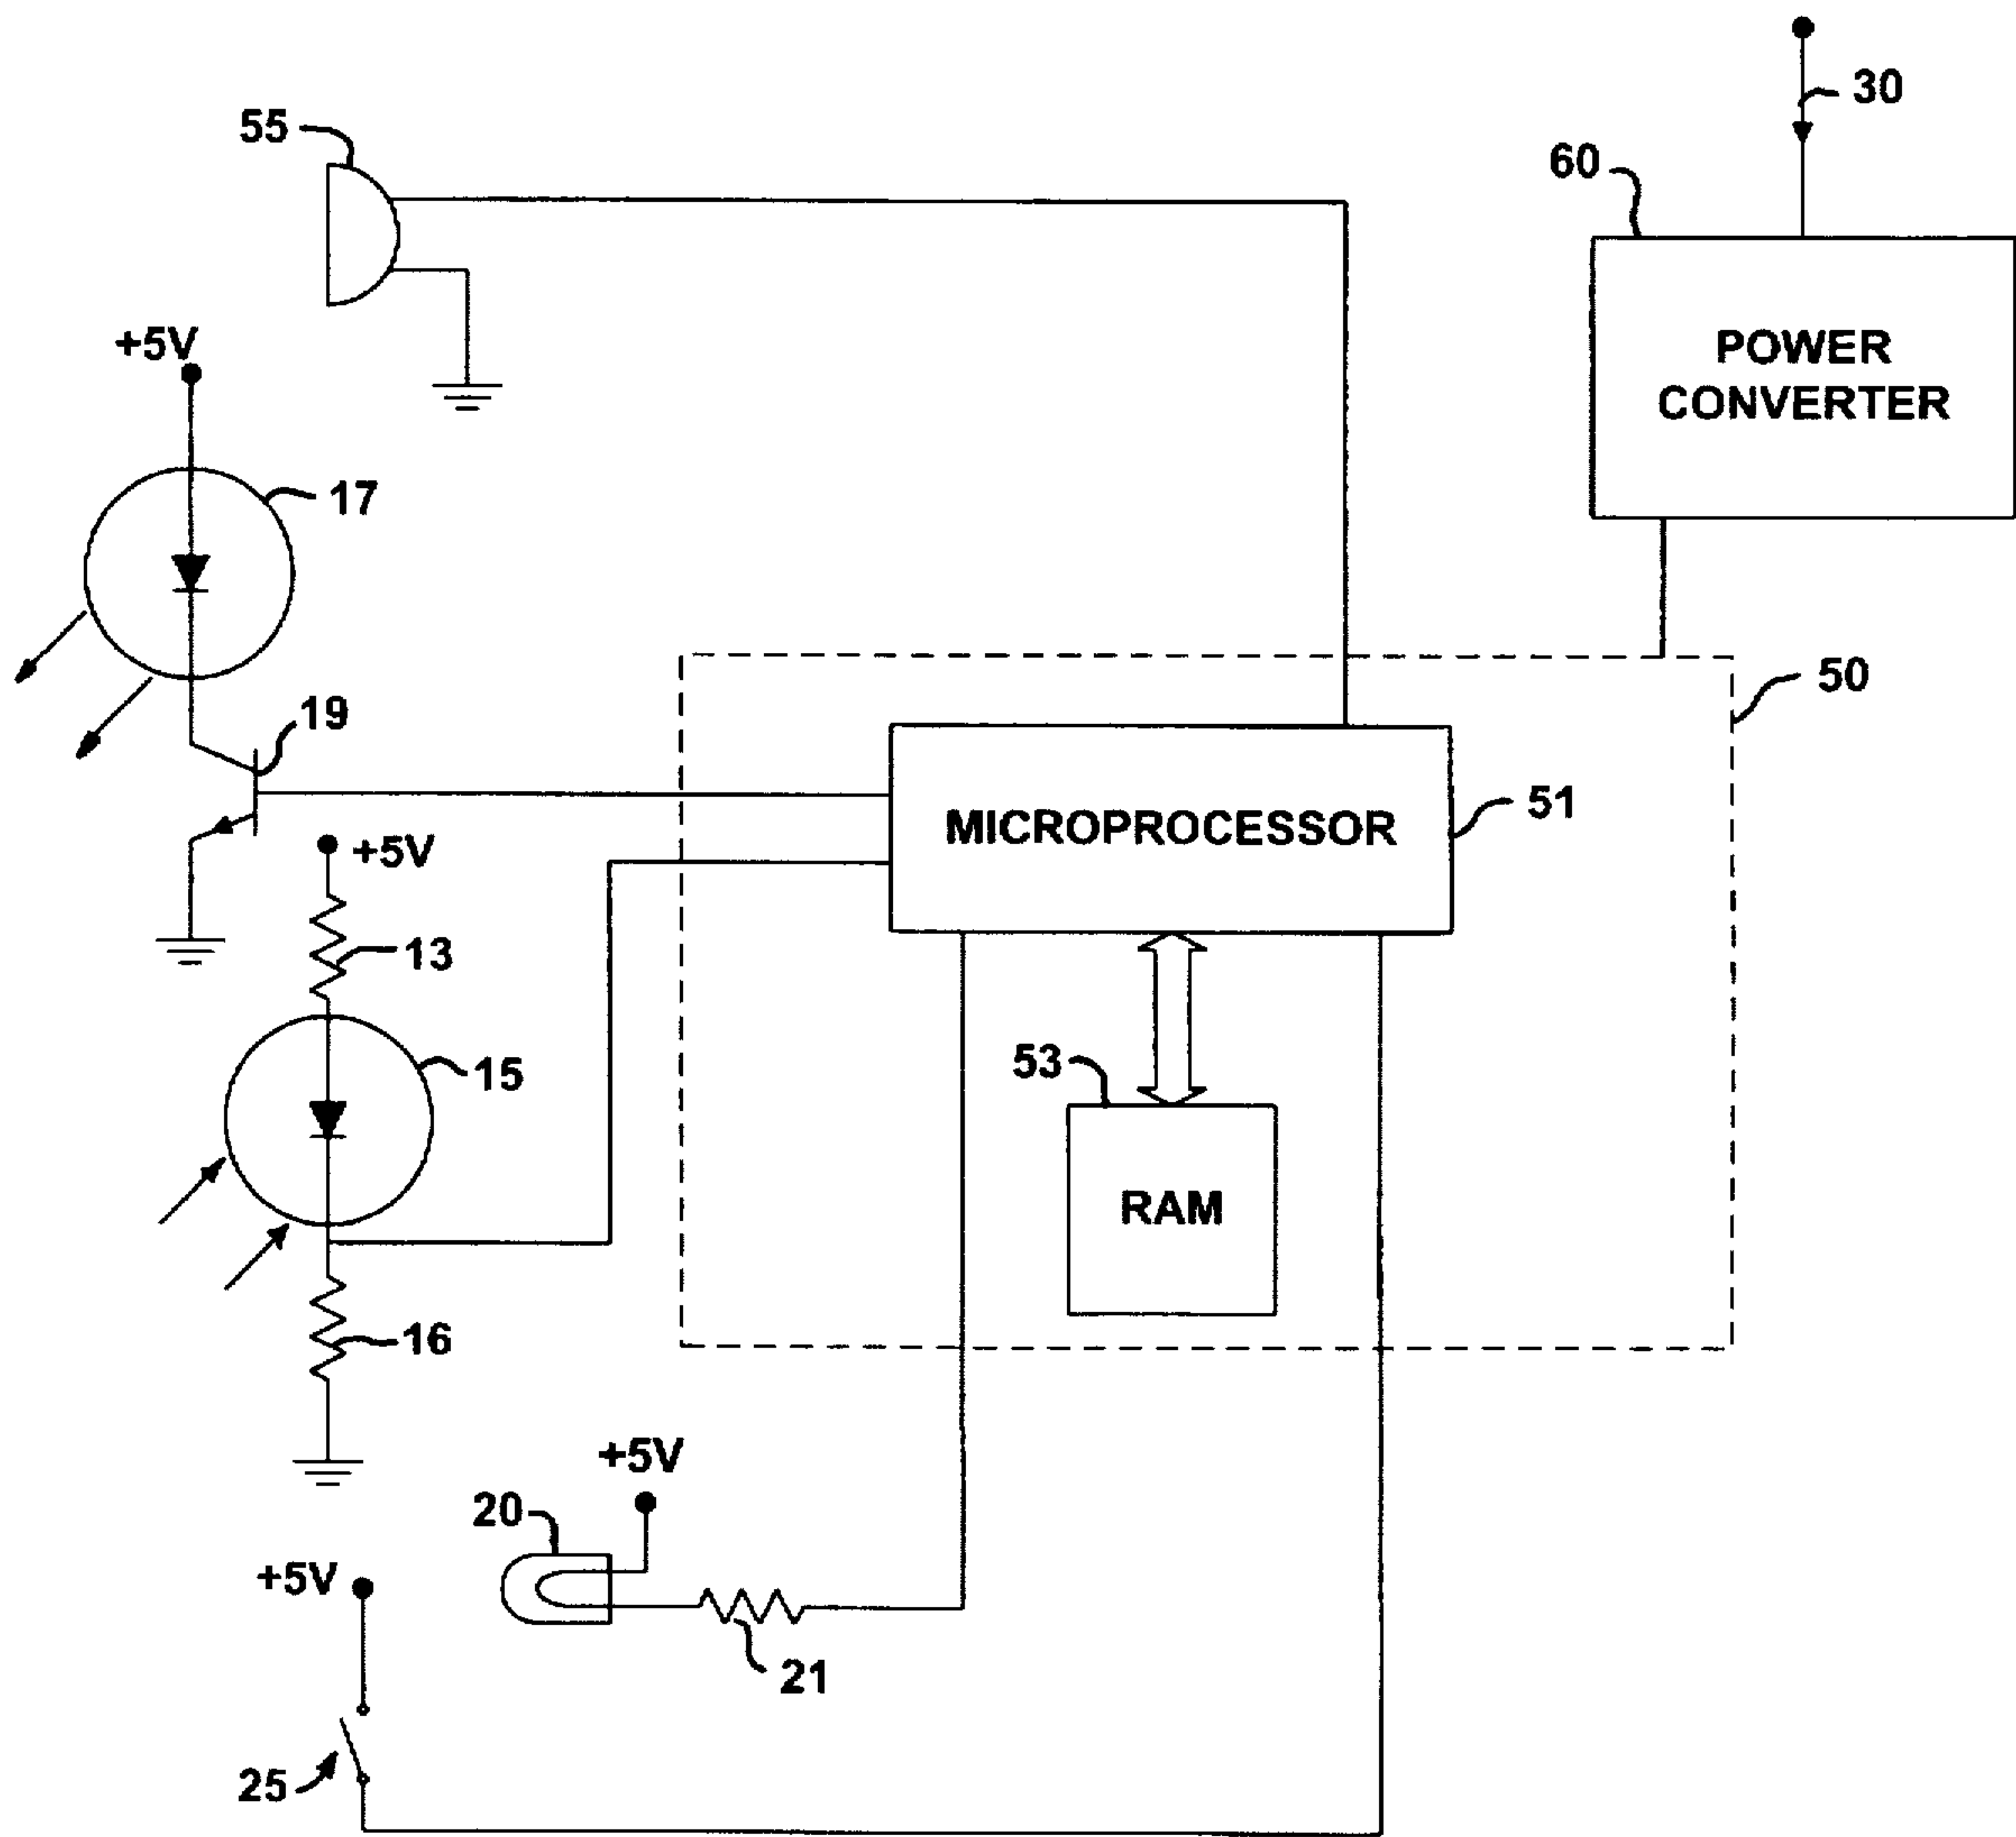 30
55
60
+5V
POWER
CONVERTER
17
50
19
51
MICROPROCESSOR
+5V
13
53
15
RAM
16
+5V
20
+5V
21
25